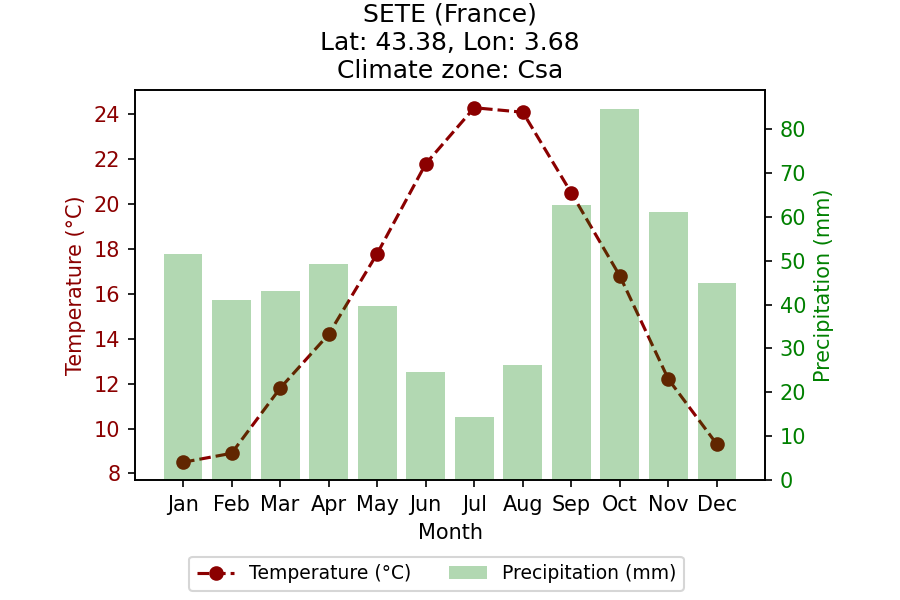 SETE (France)
Lat: 43.38, Lon: 3.68
Climate zone: Csa
24
22
20
18
16
14
12
10
8
Temperature (°C)
80
70
60
50
40
30
20
10
0
Precipitation (mm)
Jan Feb Mar Apr May Jun Jul Aug Sep Oct Nov Dec
Month
Temperature (°C) Precipitation (mm)